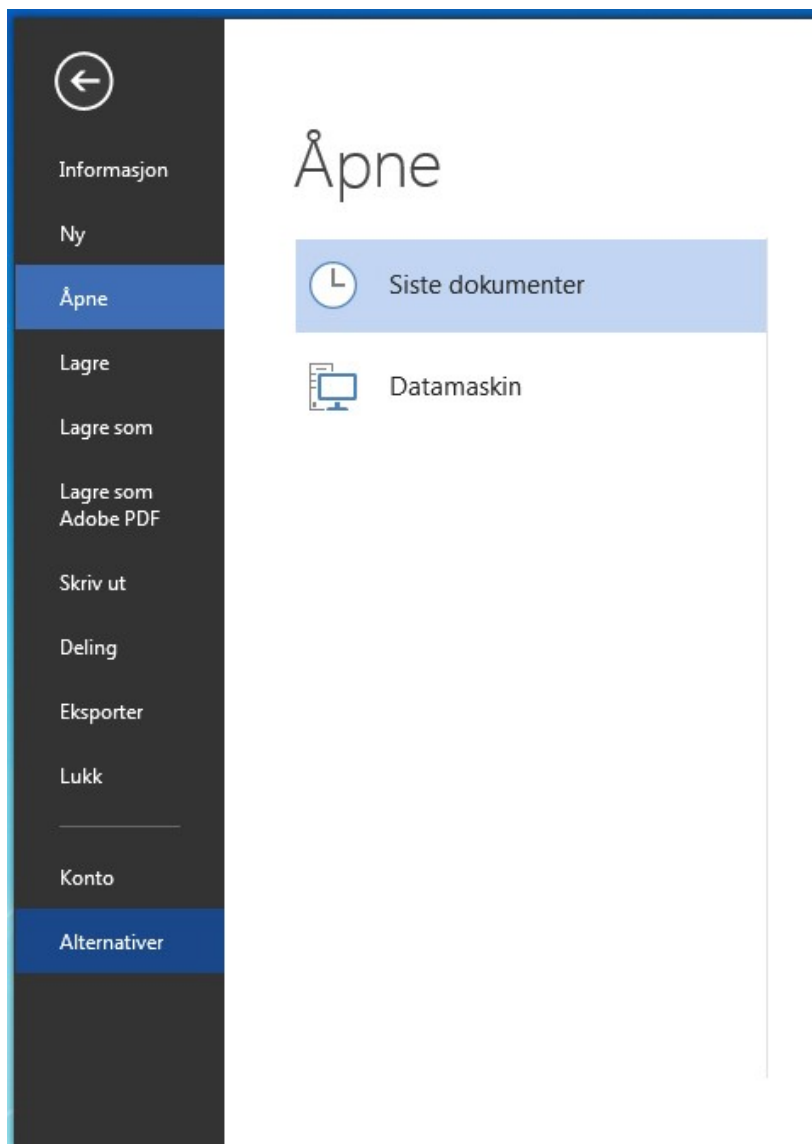 Informasjon
Ny
Åpne
Lagre
Lagre som
Lagre som
Adobe PDF
Skriv ut
Deling
Eksporter
Lukk
Konto
Alternativer
Åpne
Siste dokumenter
Datamaskin